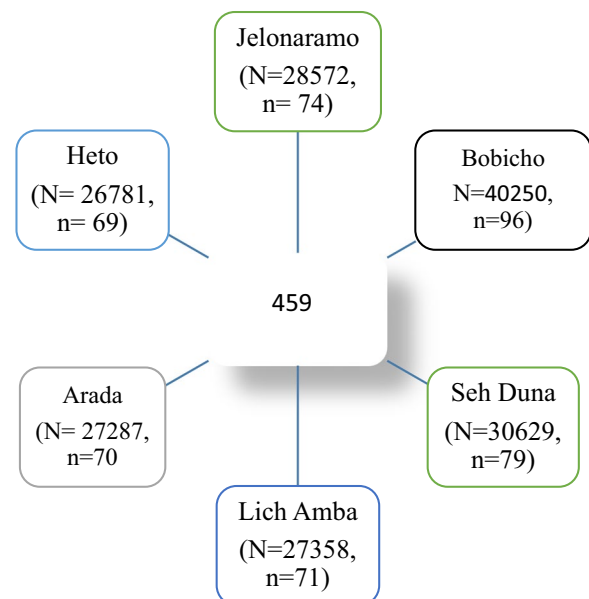 Jelonaramo
(N=28572,
n= 74)
Heto
(N= 26781,
n= 69)
Bobicho
N=40250,
n=96)
459
Arada
(N= 27287,
n=70
Seh Duna
(N=30629,
n=79)
Lich Amba
(N=27358,
n=71)